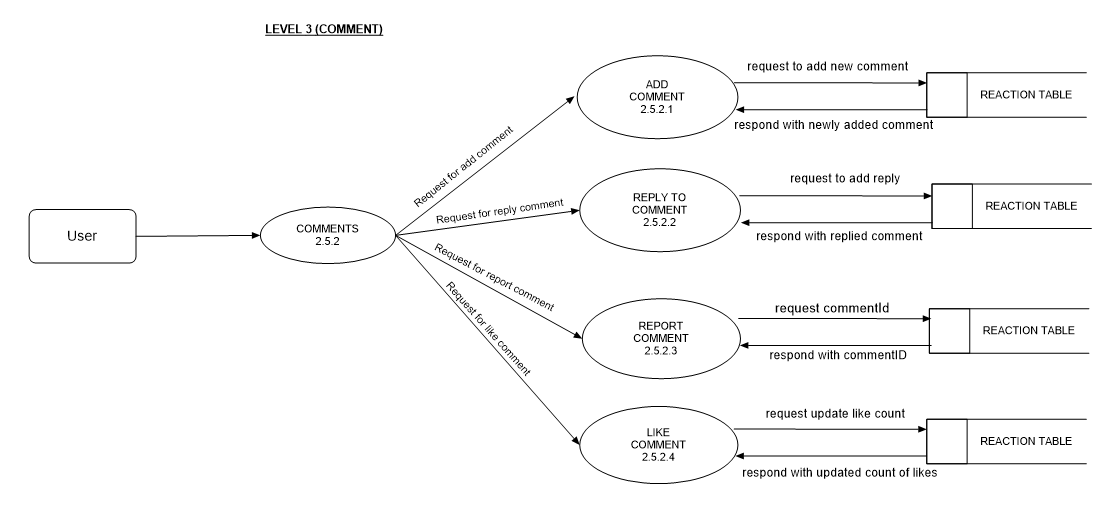 LEVEL 3 (COMMENT)
User
COMMENTS
2.5.2
Request for add comment
Request for reply comment
Request for report comment
Request for like comment
ADD
COMMENT
2.5.2.1
request to add new comment
respond with newly added comment
REACTION TABLE
REPLY TO
COMMENT
2.5.2.2
request to add reply
respond with replied comment
REACTION TABLE
REPORT
COMMENT
2.5.2.3
request commentId
respond with commentID
REACTION TABLE
LIKE
COMMENT
2.5.2.4
request update like count
respond with updated count of likes
REACTION TABLE